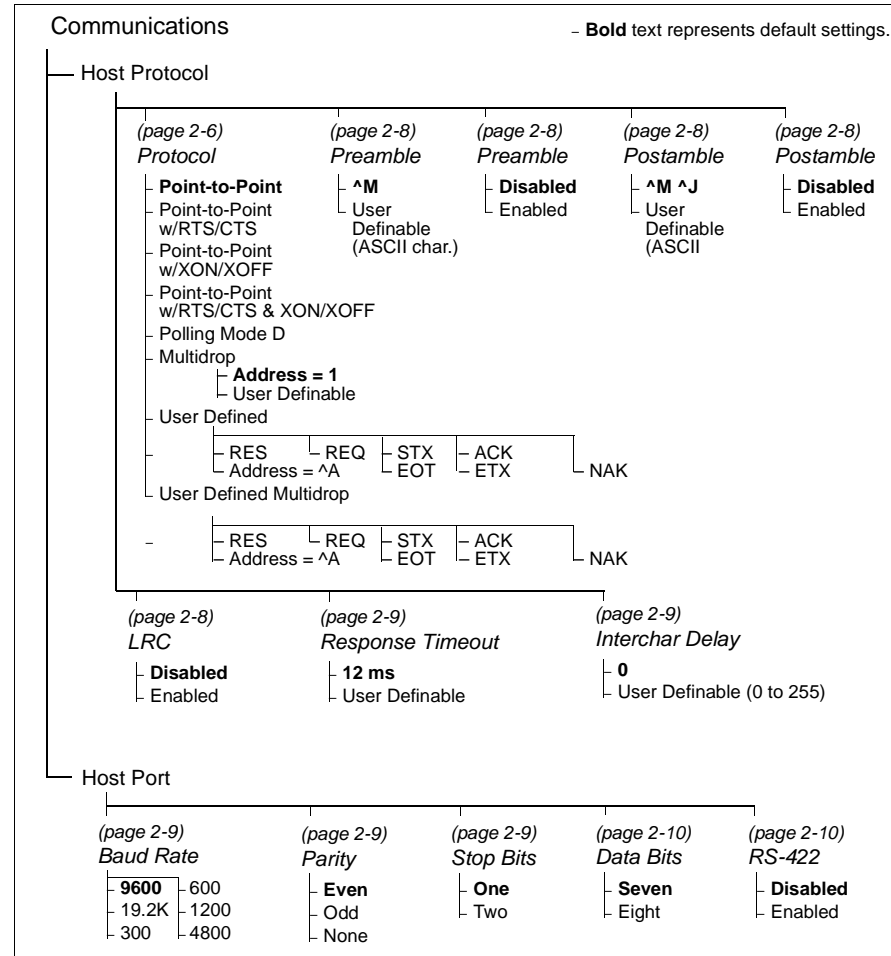 Communications
– Bold text represents default settings.
Host Protocol
(page 2-6)
Protocol
Point-to-Point
Point-to-Point
w/RTS/CTS
Point-to-Point
w/XON/XOFF
Point-to-Point
w/RTS/CTS & XON/XOFF
Polling Mode D
Multidrop
Address = 1
User Definable
User Defined
RES
Address = ^A
REQ
STX
EOT
ACK
ETX
NAK
User Defined Multidrop
RES
Address = ^A
REQ
STX
EOT
ACK
ETX
NAK
(page 2-8)
Preamble
^M
User
Definable
(ASCII char.)
(page 2-8)
Preamble
Disabled
Enabled
(page 2-8)
Postamble
^M ^J
User
Definable
(ASCII
(page 2-8)
Postamble
Disabled
Enabled
(page 2-8)
LRC
Disabled
Enabled
(page 2-9)
Response Timeout
12 ms
User Definable
(page 2-9)
Interchar Delay
0
User Definable (0 to 255)
Host Port
(page 2-9)
Baud Rate
9600
19.2K
300
600
1200
4800
(page 2-9)
Parity
Even
Odd
None
(page 2-9)
Stop Bits
One
Two
(page 2-10)
Data Bits
Seven
Eight
(page 2-10)
RS-422
Disabled
Enabled